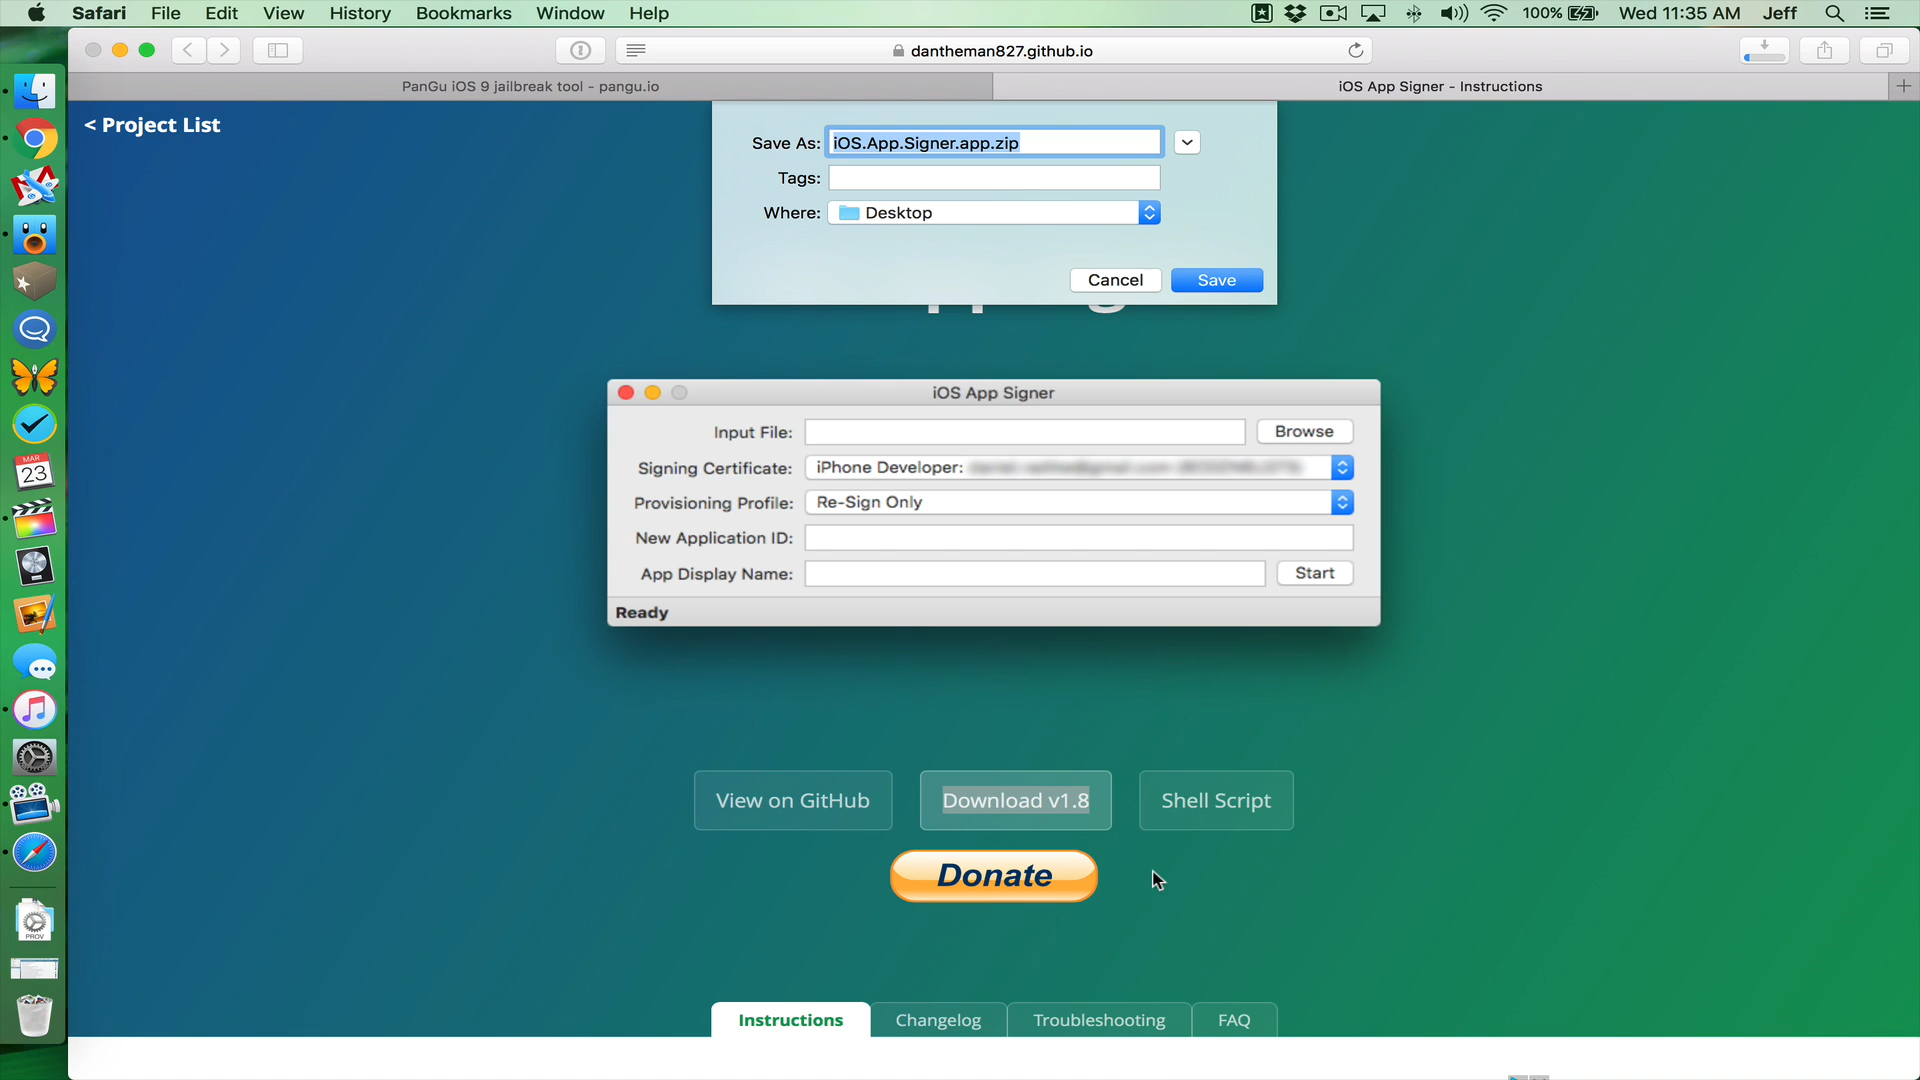 Safari File Edit View History Bookmarks Window Help 100% Wed 11:35 AM Jeff
dantheman827.github.io
PanGu iOS 9 jailbreak tool - pangu.io
iOS App Signer - Instructions
< Project List
Save As: iOS.App.Signer.app.zip
Tags:
Where: Desktop
Cancel Save
iOS App Signer
Input File: Browse
Signing Certificate: iPhone Developer:
Provisioning Profile: Re-Sign Only
New Application ID:
App Display Name: Start
Ready
View on GitHub Download v1.8 Shell Script
Donate
Instructions Changelog Troubleshooting FAQ
MAR
23
PROV